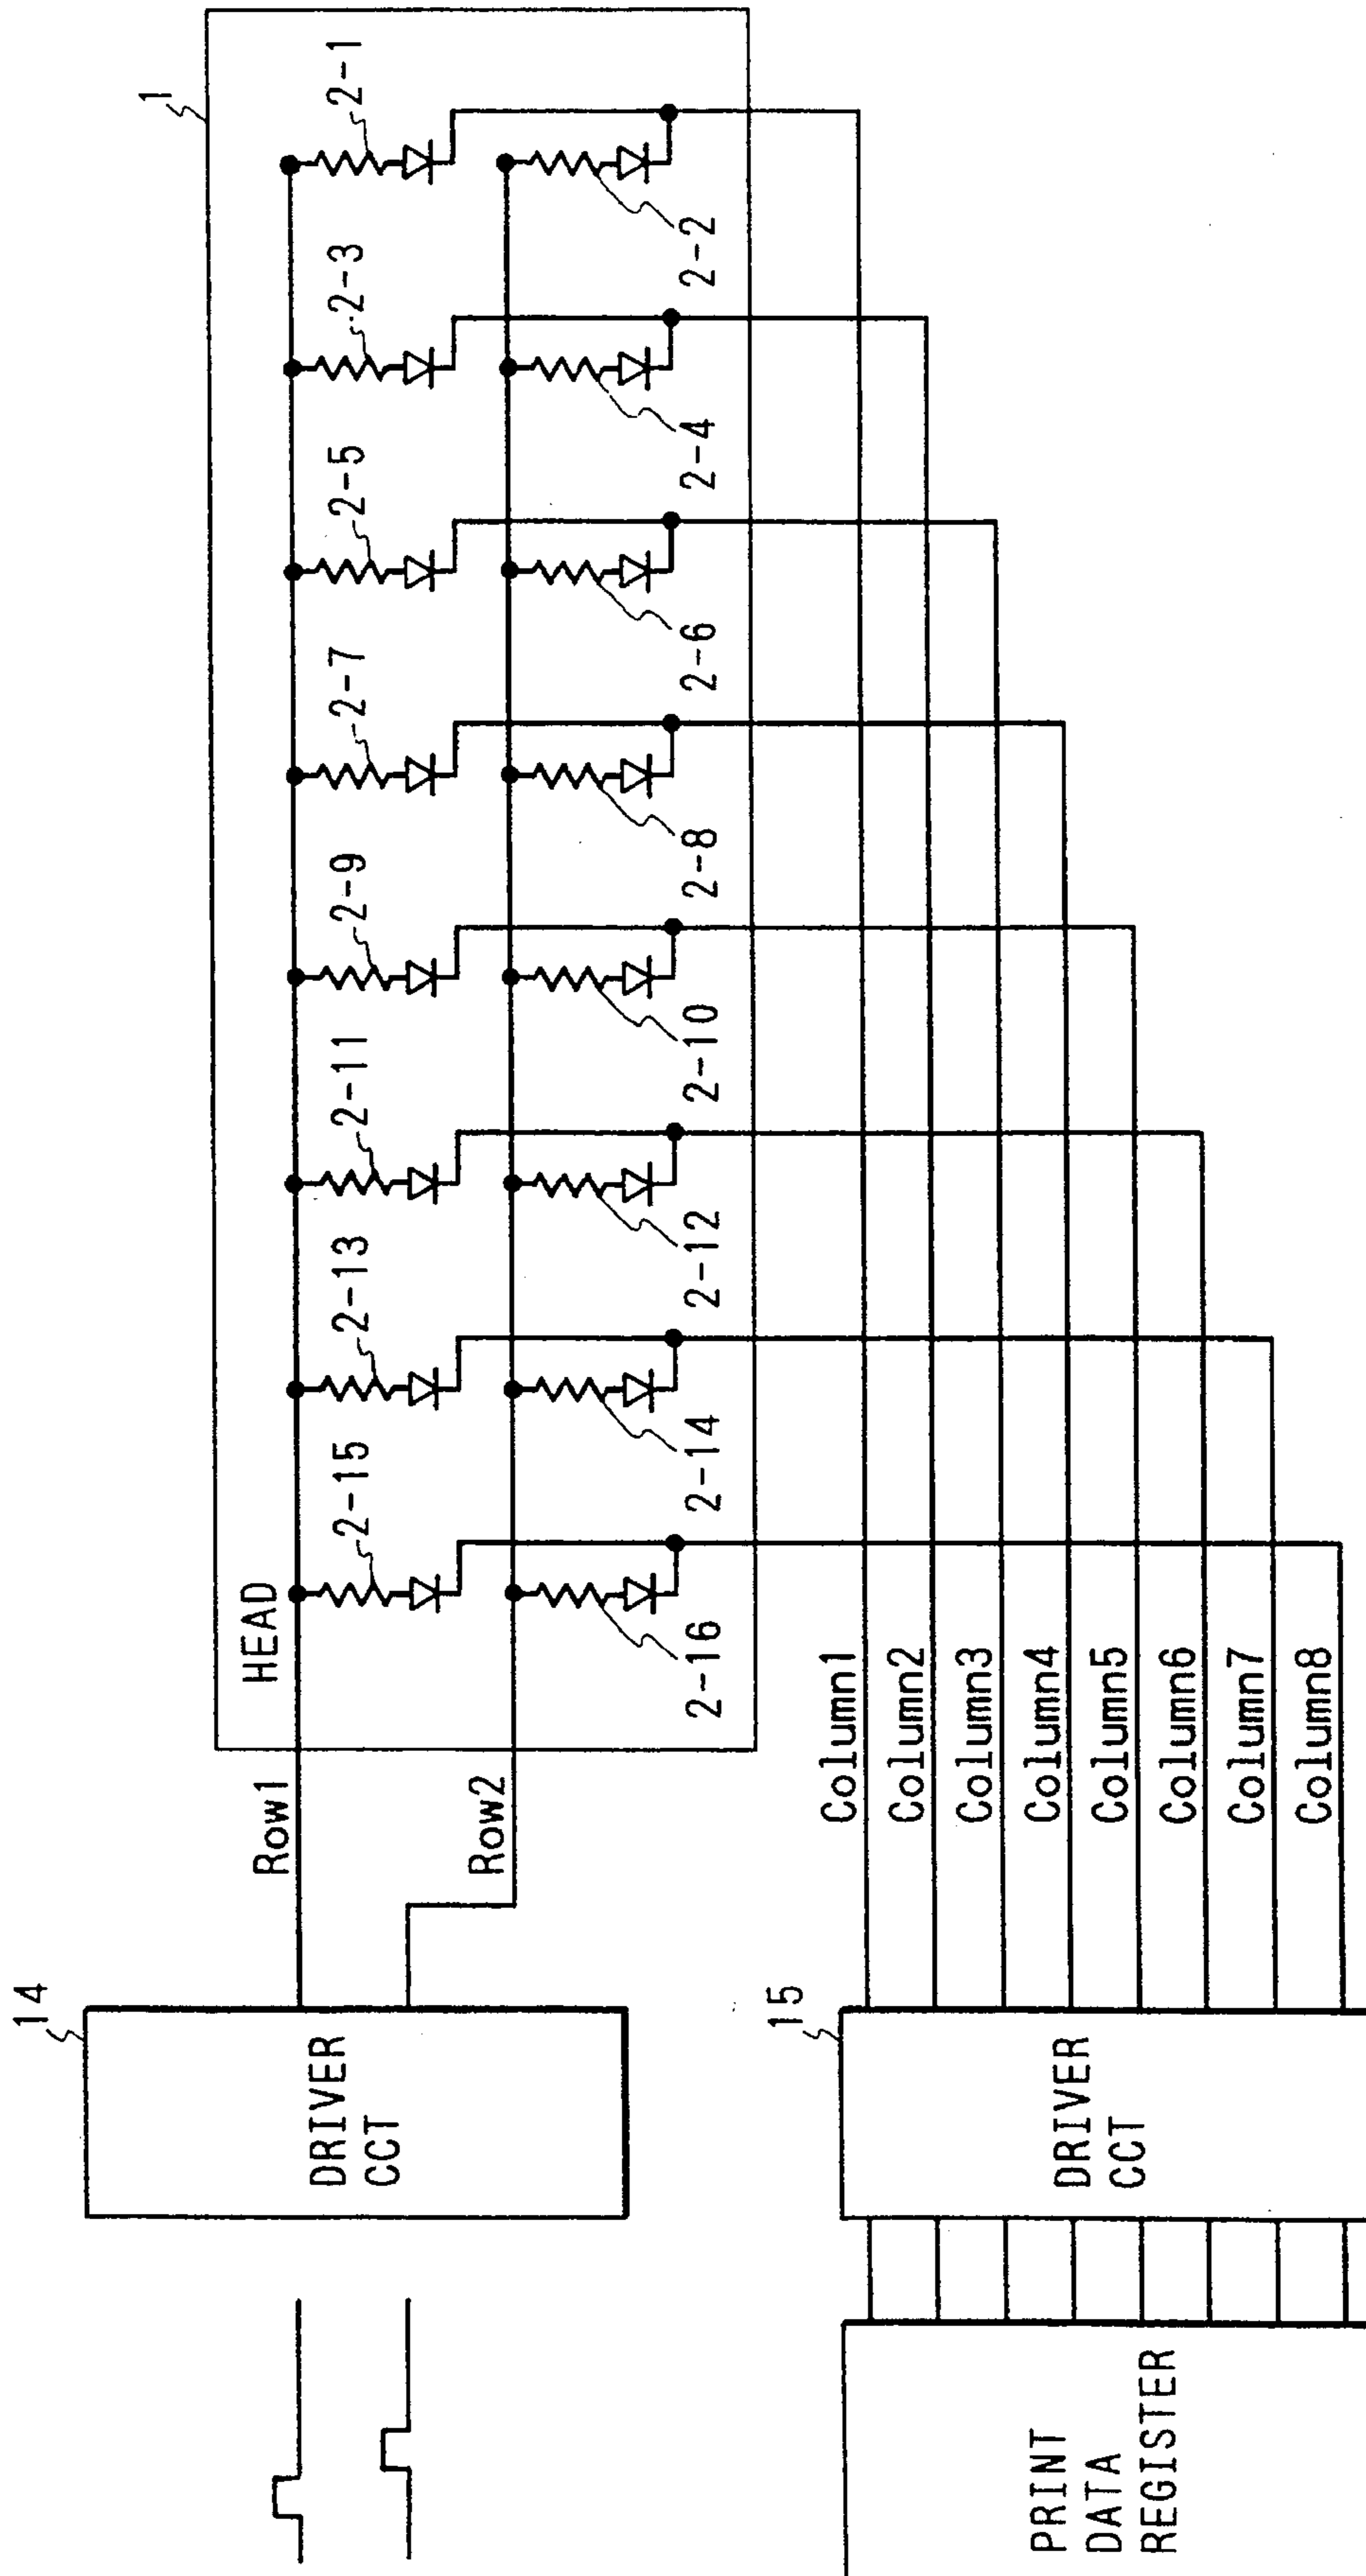 1
HEAD
2-15
2-13
2-11
2-9
2-7
2-5
2-3
2-1
2-16
2-14
2-12
2-10
2-8
2-6
2-4
2-2
Row1
Row2
14
DRIVER
CCT
Column1
Column2
Column3
Column4
Column5
Column6
Column7
Column8
15
DRIVER
CCT
PRINT
DATA
REGISTER